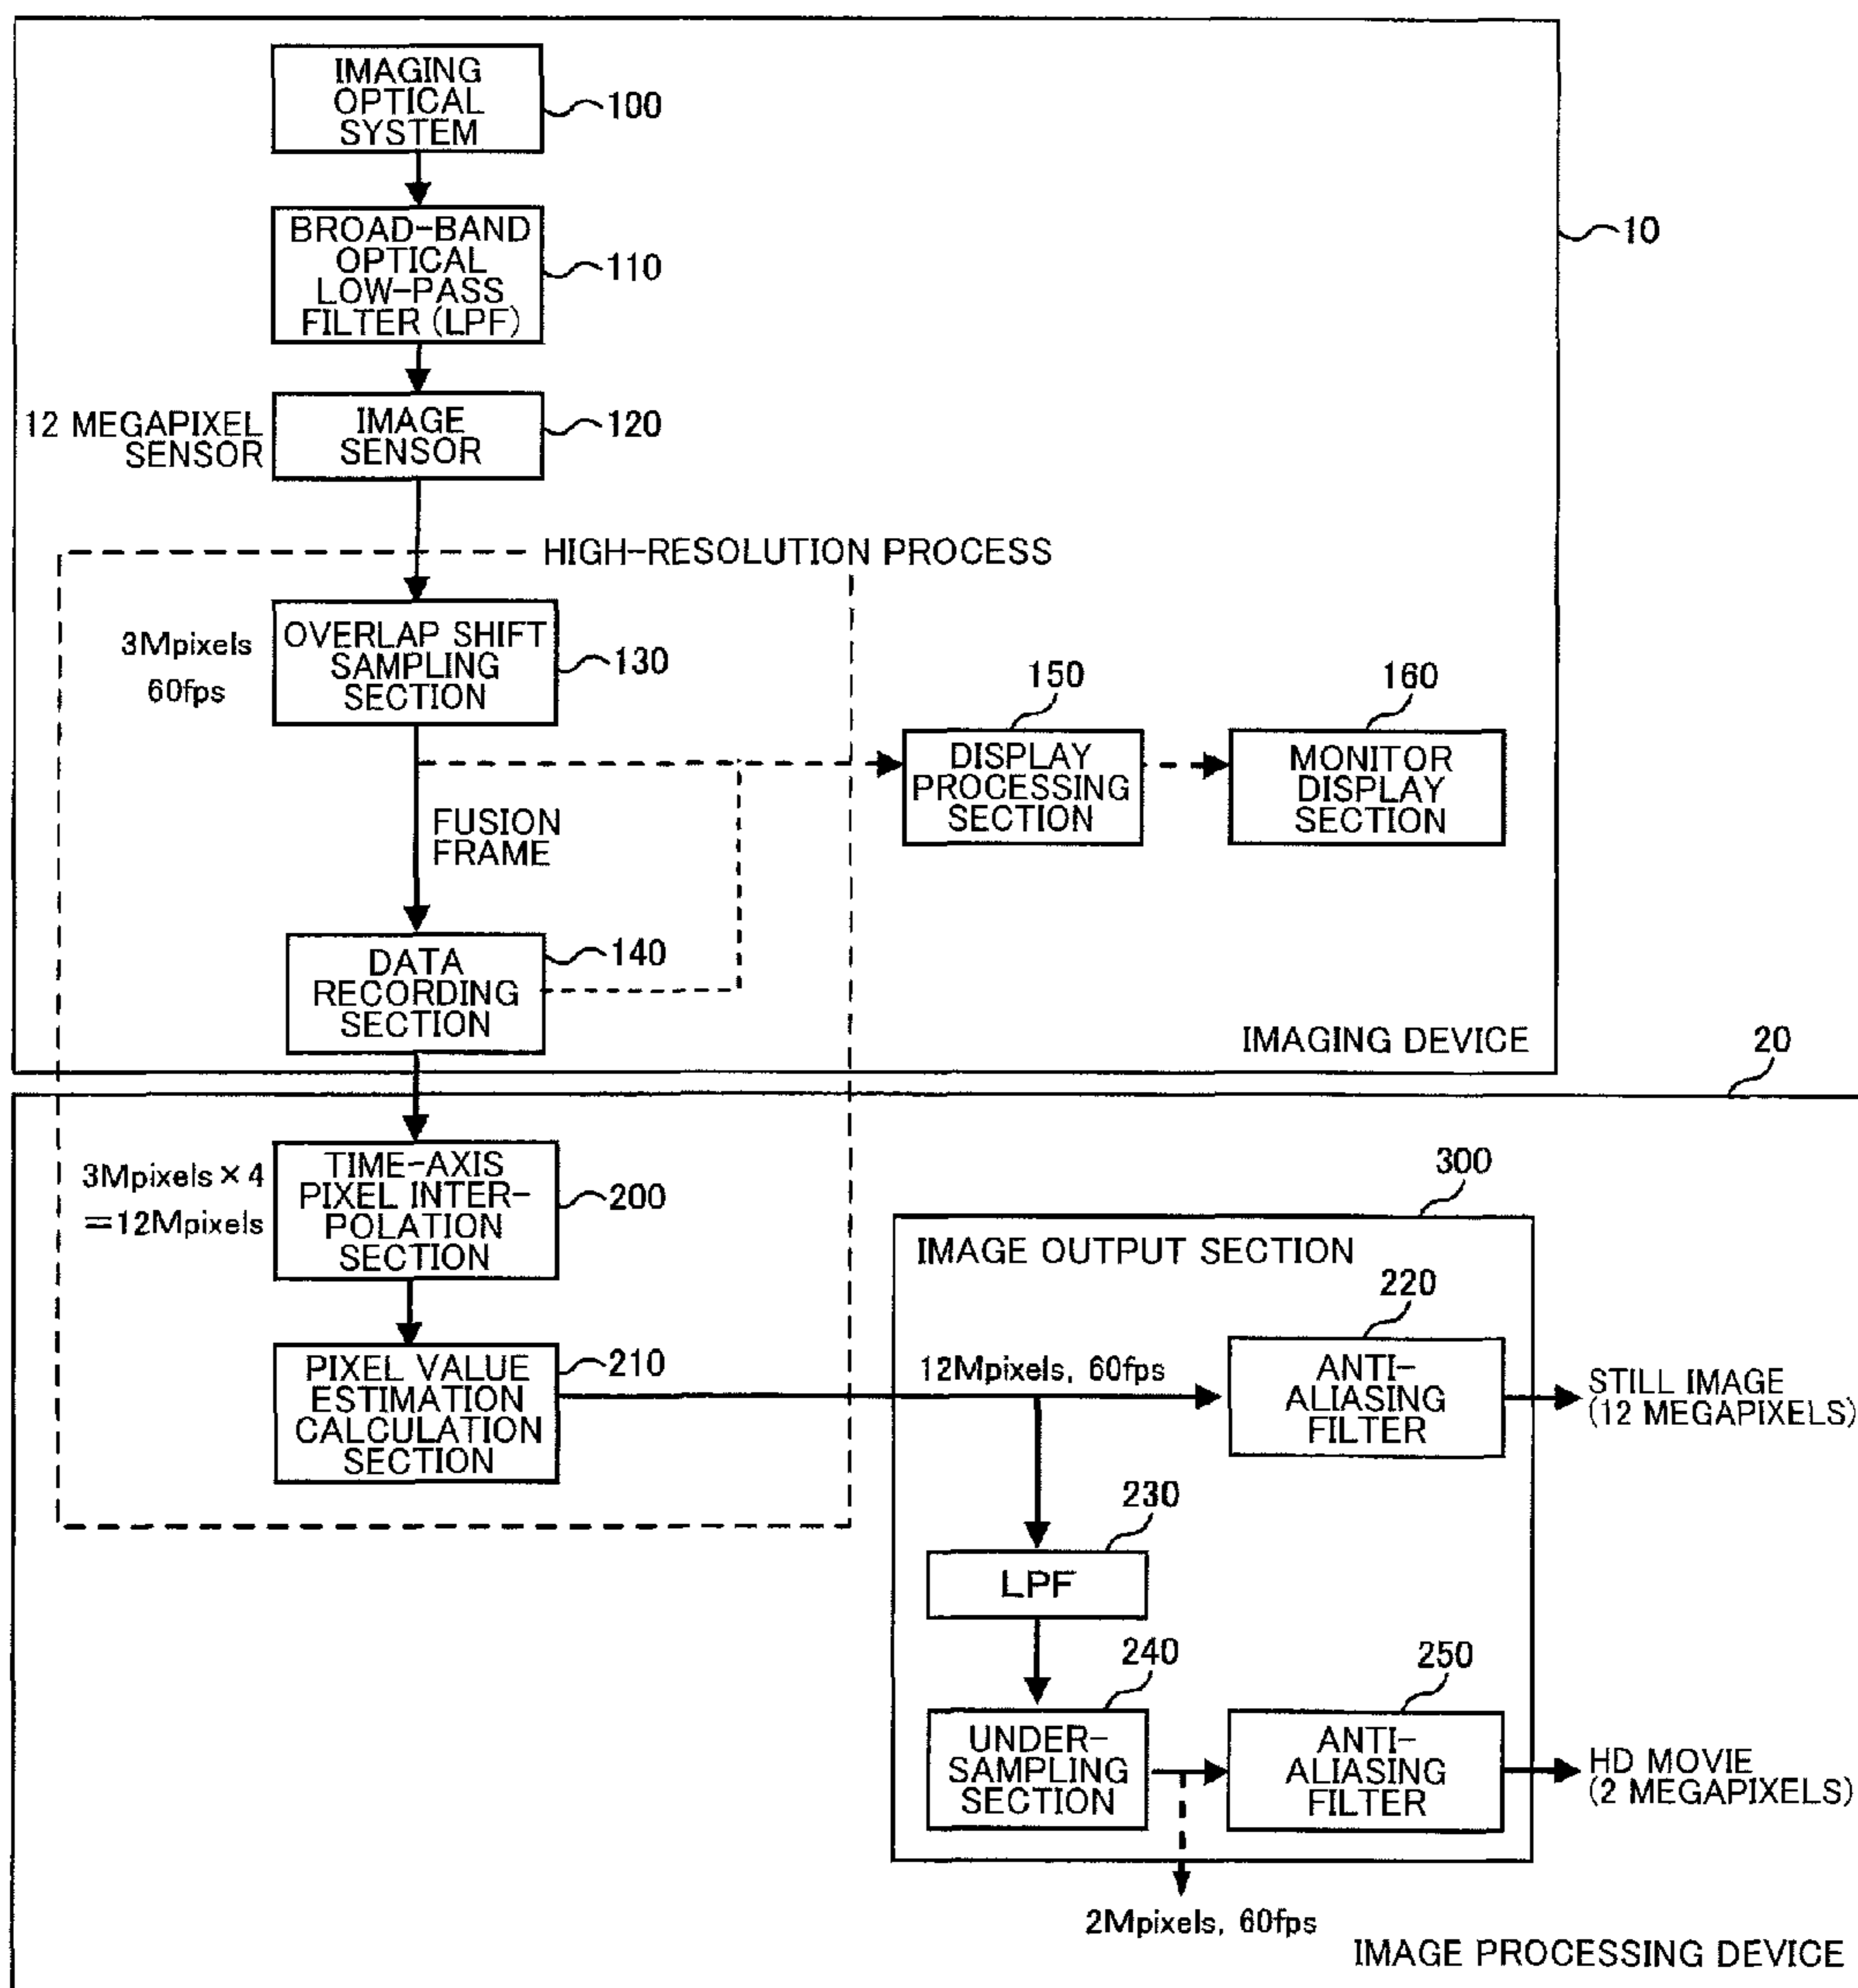 IMAGING
OPTICAL
SYSTEM
100
BROAD-BAND
OPTICAL
LOW-PASS
FILTER (LPF)
110
10
12 MEGAPIXEL
SENSOR
IMAGE
SENSOR
120
HIGH-RESOLUTION PROCESS
3Mpixels
60fps
OVERLAP SHIFT
SAMPLING
SECTION
130
150
160
DISPLAY
PROCESSING
SECTION
MONITOR
DISPLAY
SECTION
FUSION
FRAME
DATA
RECORDING
SECTION
140
IMAGING DEVICE
20
3Mpixels × 4
=12Mpixels
TIME-AXIS
PIXEL INTER-
POLATION
SECTION
200
300
IMAGE OUTPUT SECTION
220
PIXEL VALUE
ESTIMATION
CALCULATION
SECTION
210
12Mpixels, 60fps
ANTI-
ALIASING
FILTER
STILL IMAGE
(12 MEGAPIXELS)
230
LPF
240
250
UNDER-
SAMPLING
SECTION
ANTI-
ALIASING
FILTER
HD MOVIE
(2 MEGAPIXELS)
2Mpixels, 60fps
IMAGE PROCESSING DEVICE